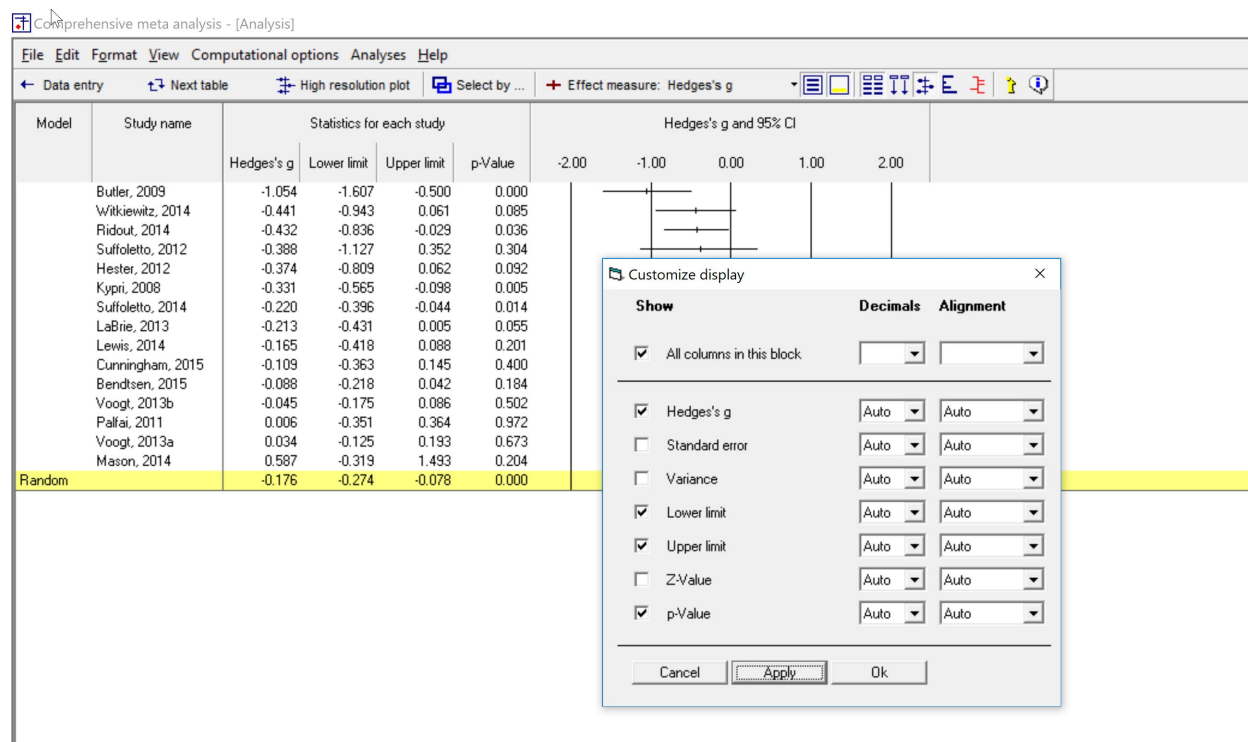 Comprehensive meta analysis - [Analysis]
File Edit Format View Computational options Analyses Help
Data entry Next table High resolution plot Select by ... Effect measure: Hedges's g
Model Study name Statistics for each study Hedges's g and 95% CI
Hedges's g Lower limit Upper limit p-Value -2.00 -1.00 0.00 1.00 2.00
Butler, 2009 -1.054 -1.607 -0.500 0.000
Witkiewitz, 2014 -0.441 -0.943 0.061 0.085
Ridout, 2014 -0.432 -0.836 -0.029 0.036
Suffoletto, 2012 -0.388 -1.127 0.352 0.304
Hester, 2012 -0.374 -0.809 0.062 0.092
Kypri, 2008 -0.331 -0.565 -0.098 0.005
Suffoletto, 2014 -0.220 -0.396 -0.044 0.014
LaBrie, 2013 -0.213 -0.431 0.005 0.055
Lewis, 2014 -0.165 -0.418 0.088 0.201
Cunningham, 2015 -0.109 -0.363 0.145 0.400
Bendtsen, 2015 -0.088 -0.218 0.042 0.184
Voogt, 2013b -0.045 -0.175 0.086 0.502
Palfai, 2011 0.006 -0.351 0.364 0.972
Voogt, 2013a 0.034 -0.125 0.193 0.673
Mason, 2014 0.587 -0.319 1.493 0.204
Random -0.176 -0.274 -0.078 0.000
Customize display
Show Decimals Alignment
All columns in this block
Hedges's g Auto Auto
Standard error Auto Auto
Variance Auto Auto
Lower limit Auto Auto
Upper limit Auto Auto
Z-Value Auto Auto
p-Value Auto Auto
Cancel Apply Ok